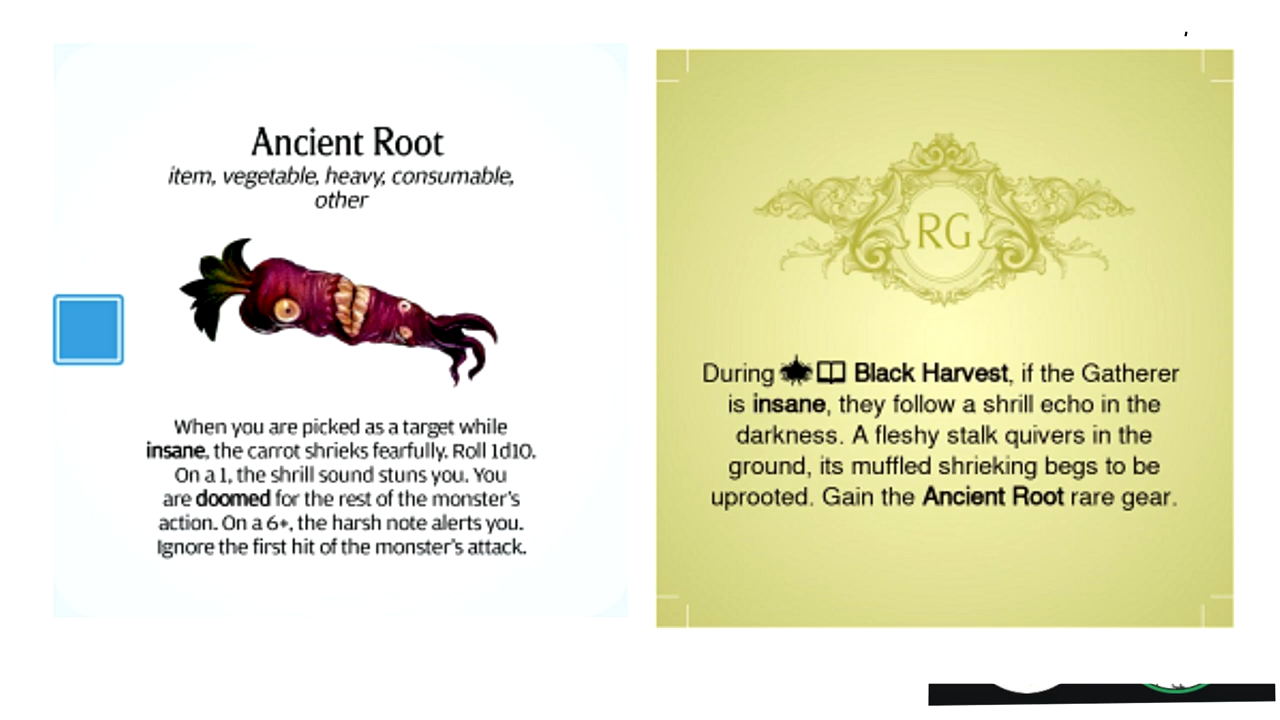 Ancient Root
item, vegetable, heavy, consumable,
other
When you are picked as a target while
insane, the carrot shrieks fearfully. Roll 1d10.
On a 1, the shrill sound stuns you. You
are doomed for the rest of the monster's
action. On a 6+, the harsh note alerts you.
Ignore the first hit of the monster's attack.
RG
During Black Harvest, if the Gatherer
is insane, they follow a shrill echo in the
darkness. A fleshy stalk quivers in the
ground, its muffled shrieking begs to be
uprooted. Gain the Ancient Root rare gear.